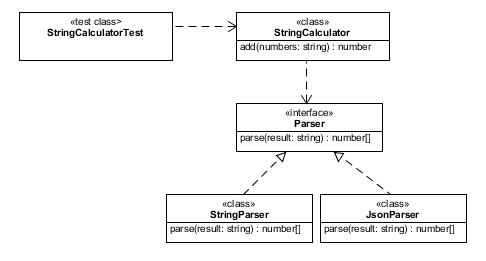 «test class>
StringCalculatorTest
«class»
StringCalculator
add(numbers: string) : number
«interface»
Parser
parse(result: string) : number[]
«class»
StringParser
parse(result: string) : number[]
«class»
JsonParser
parse(result: string) : number[]